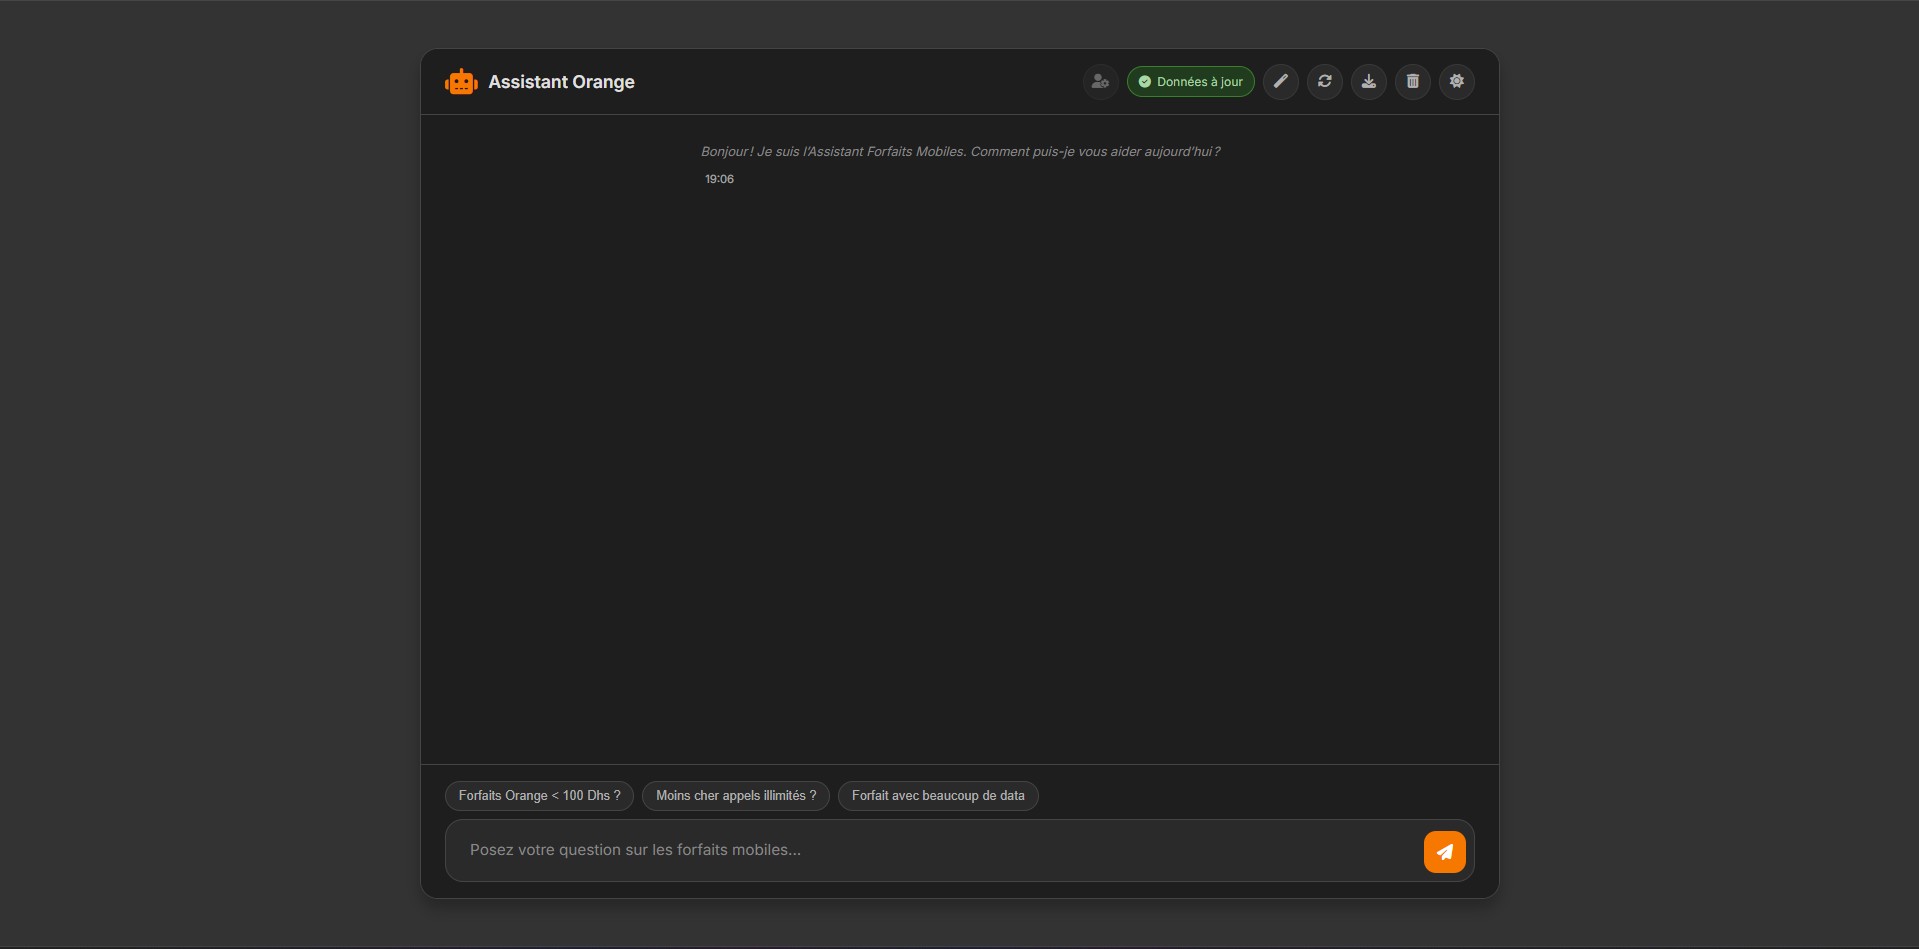 Assistant Orange
Données à jour
Bonjour ! Je suis l'Assistant Forfaits Mobiles. Comment puis-je vous aider aujourd'hui ?
19:06
Forfaits Orange < 100 Dhs ?
Moins cher appels illimités ?
Forfait avec beaucoup de data
Posez votre question sur les forfaits mobiles...